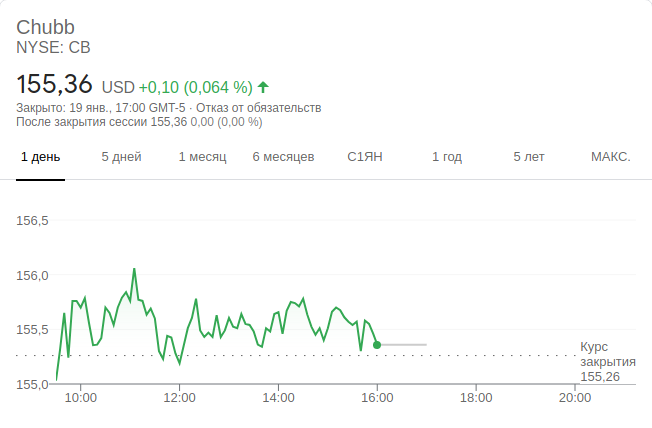 Chubb
NYSE: CB
155,36 USD +0,10 (0,064 %)
Закрыто: 19 янв., 17:00 GMT-5 · Отказ от обязательств
После закрытия сессии 155,36 0,00 (0,00 %)
1 день 5 дней 1 месяц 6 месяцев С1ЯН 1 год 5 лет МАКС.
156,5
156,0
155,5
Курс
закрытия
155,26
155,0
10:00 12:00 14:00 16:00 18:00 20:00